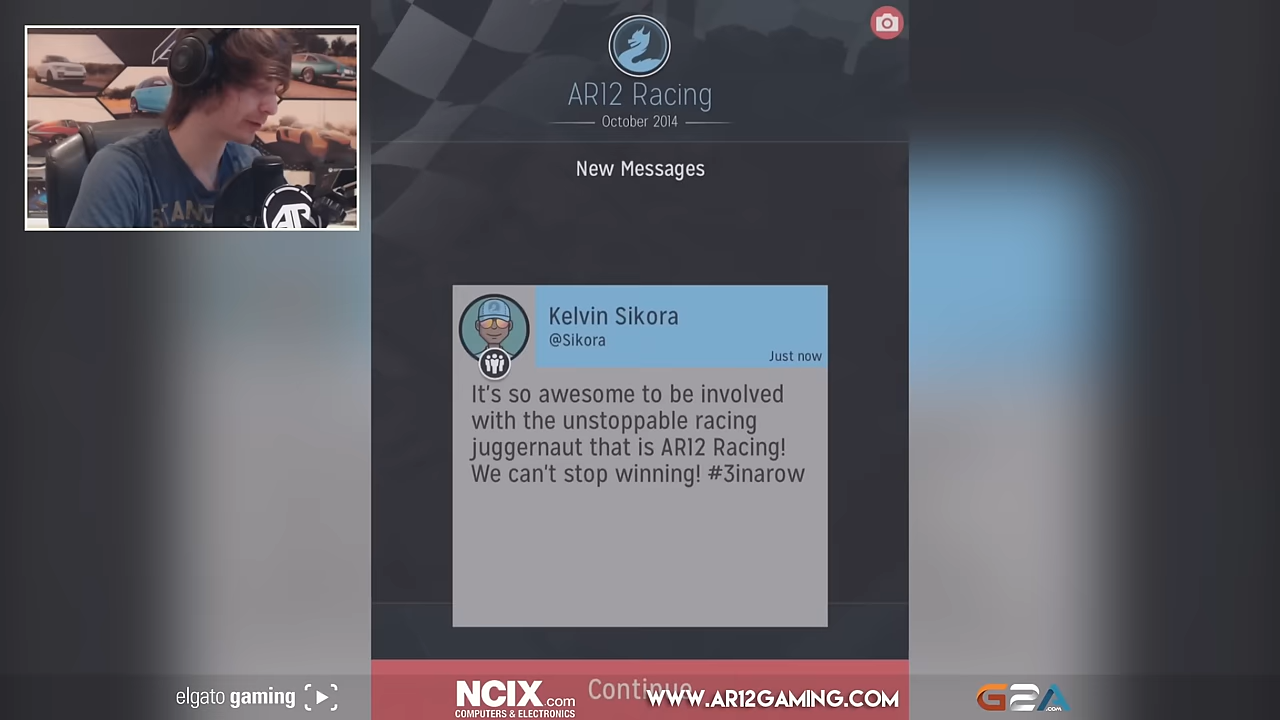 AR12 Racing
October 2014
New Messages
Kelvin Sikora
@Sikora
Just now
It's so awesome to be involved
with the unstoppable racing
juggernaut that is AR12 Racing!
We can't stop winning! #3inarow
Continue
elgato gaming
NCIX.com
COMPUTERS & ELECTRONICS
WWW.AR12GAMING.COM
G2A
.COM
AR